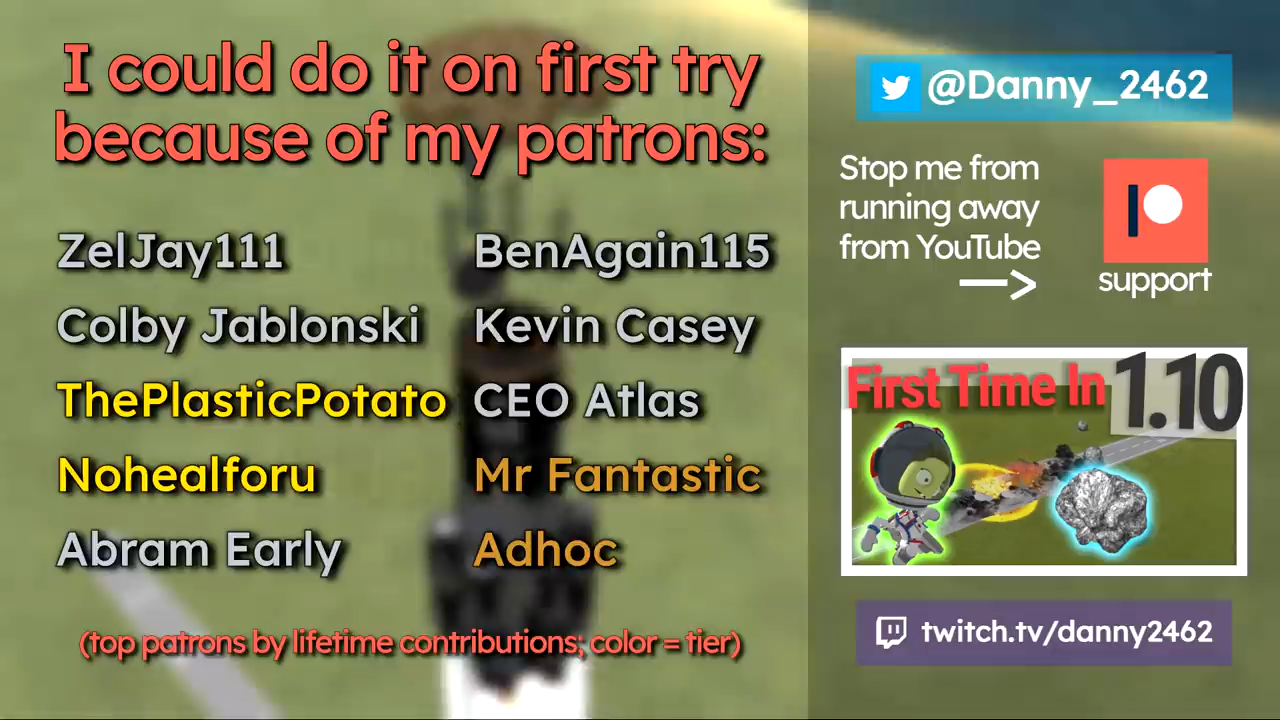 I could do it on first try
because of my patrons:
ZelJay111
BenAgain115
Colby Jablonski
Kevin Casey
ThePlasticPotato
CEO Atlas
Nohealforu
Mr Fantastic
Abram Early
Adhoc
(top patrons by lifetime contributions; color = tier)
@Danny_2462
Stop me from
running away
from YouTube
support
First Time In 1.10
twitch.tv/danny2462